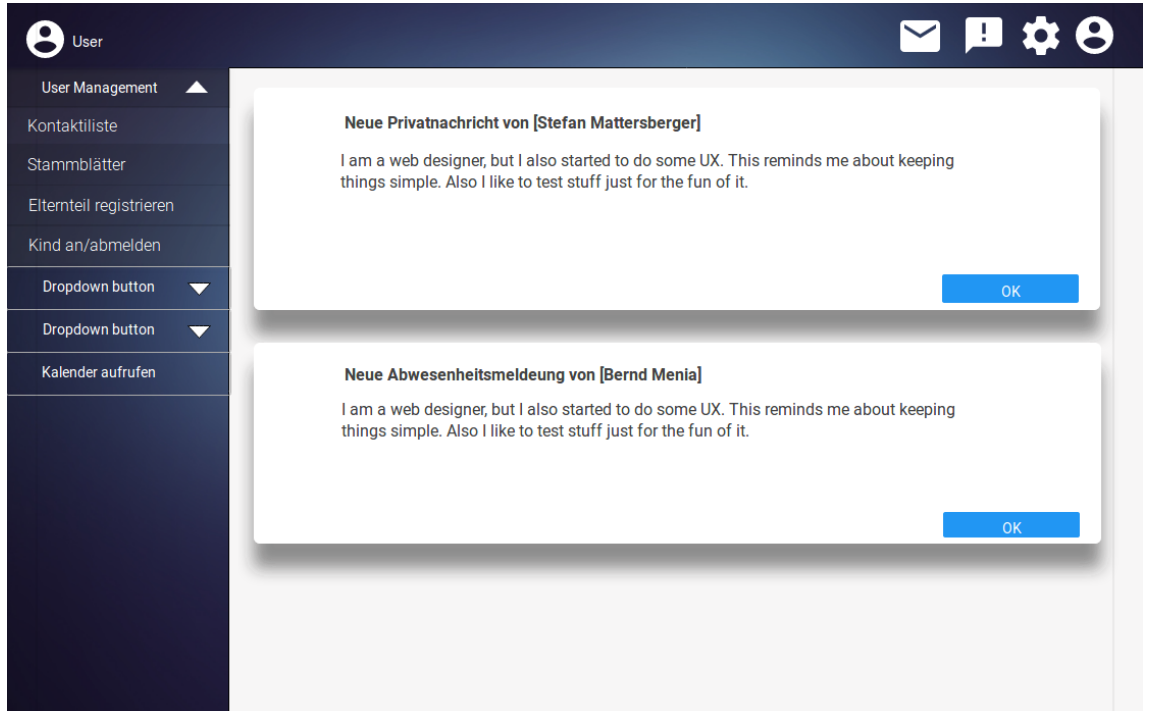 User
User Management
Kontaktiliste
Stammblätter
Elternteil registrieren
Kind an/abmelden
Dropdown button
Dropdown button
Kalender aufrufen
Neue Privatnachricht von [Stefan Mattersberger]
I am a web designer, but I also started to do some UX. This reminds me about keeping
things simple. Also I like to test stuff just for the fun of it.
OK
Neue Abwesenheitsmeldeung von [Bernd Menia]
I am a web designer, but I also started to do some UX. This reminds me about keeping
things simple. Also I like to test stuff just for the fun of it.
OK